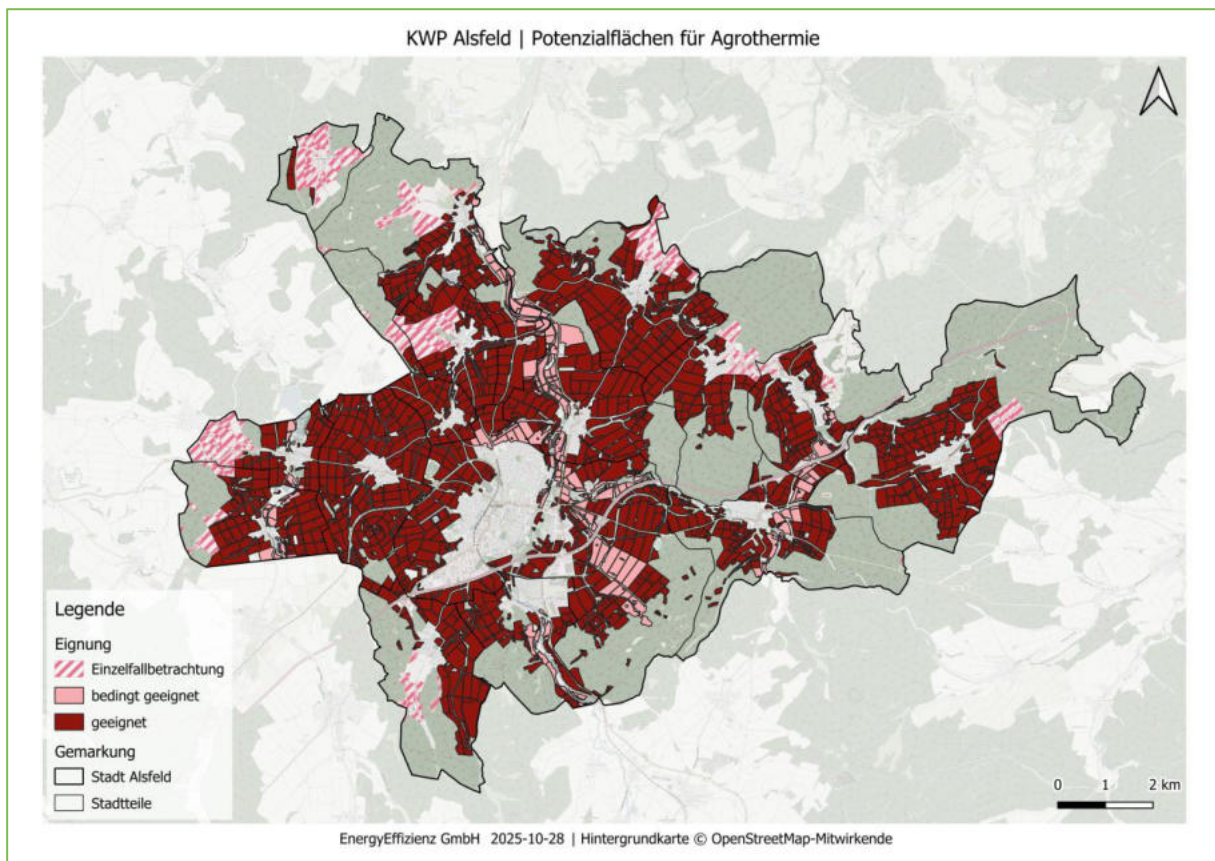 KWP Alsfeld | Potenzialflächen für Agrothermie
Legende
Eignung
Einzelfallbetrachtung
bedingt geeignet
geeignet
Gemarkung
Stadt Alsfeld
Stadtteile
0 1 2 km
EnergyEffizienz GmbH 2025-10-28 | Hintergrundkarte © OpenStreetMap-Mitwirkende